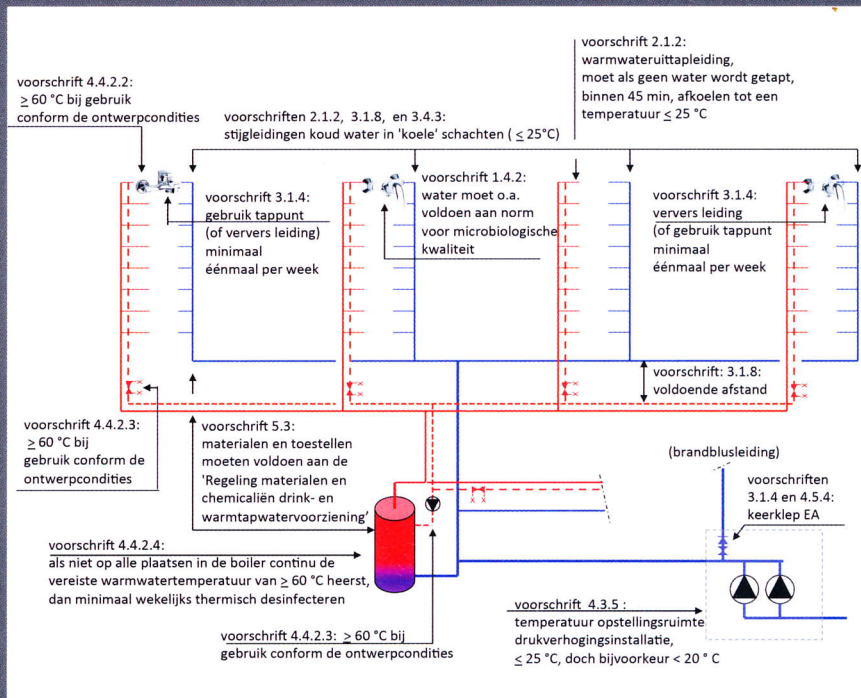 voorschrift 2.1.2:
warmwateruittapleiding,
moet als geen water wordt getapt,
binnen 45 min, afkoelen tot een
temperatuur ≤ 25 °C
voorschrift 4.4.2.2:
≥ 60 °C bij gebruik
conform de ontwerpcondities
voorschriften 2.1.2, 3.1.8, en 3.4.3:
stijgleidingen koud water in 'koele' schachten ( ≤ 25°C)
voorschrift 3.1.4:
gebruik tappunt
(of ververs leiding)
minimaal
éénmaal per week
voorschrift 1.4.2:
water moet o.a.
voldoen aan norm
voor microbiologische
kwaliteit
voorschrift 3.1.4:
ververs leiding
(of gebruik tappunt
minimaal
éénmaal per week
voorschrift: 3.1.8:
voldoende afstand
voorschrift 4.4.2.3:
≥ 60 °C bij
gebruik conform de
ontwerpcondities
voorschrift 5.3:
materialen en toestellen
moeten voldoen aan de
'Regeling materialen en
chemicaliën drink- en
warmtapwatervoorziening’
(brandblusleiding)
voorschriften
3.1.4 en 4.5.4:
keerklep EA
voorschrift 4.4.2.4:
als niet op alle plaatsen in de boiler continu de
vereiste warmwatertemperatuur van ≥ 60 °C heerst,
dan minimaal wekelijks thermisch desinfecteren
voorschrift 4.4.2.3: ≥ 60 °C bij
gebruik conform de ontwerpcondities
voorschrift 4.3.5 :
temperatuur opstellingsruimte
drukverhogingsinstallatie,
≤ 25 °C, doch bijvoorkeur < 20 ° C